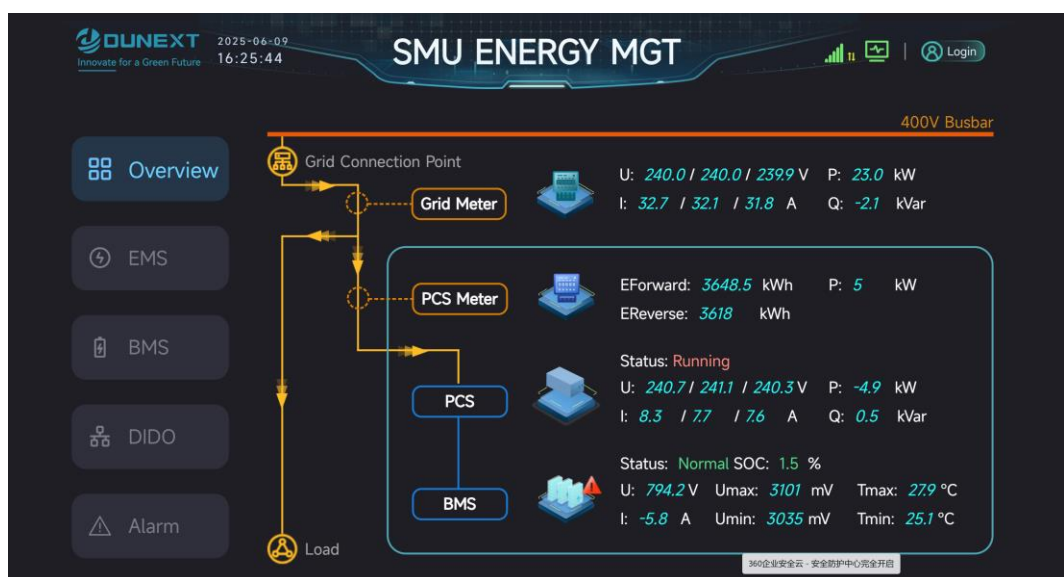 DUNEXT
Innovate for a Green Future
2025-06-09
16:25:44
SMU ENERGY MGT
Login
400V Busbar
Overview
EMS
BMS
DIDO
Alarm
Grid Connection Point
Grid Meter
U: 240.0 / 240.0 / 239.9 V P: 23.0 kW
I: 32.7 / 32.1 / 31.8 A Q: -2.1 kVar
PCS Meter
EForward: 3648.5 kWh P: 5 kW
EReverse: 3618 kWh
PCS
Status: Running
U: 240.7 / 241.1 / 240.3 V P: -4.9 kW
I: 8.3 / 7.7 / 7.6 A Q: 0.5 kVar
BMS
Status: Normal SOC: 1.5 %
U: 794.2 V Umax: 3101 mV Tmax: 27.9 °C
I: -5.8 A Umin: 3035 mV Tmin: 25.1 °C
Load
360企业安全云 - 安全防护中心完全开启